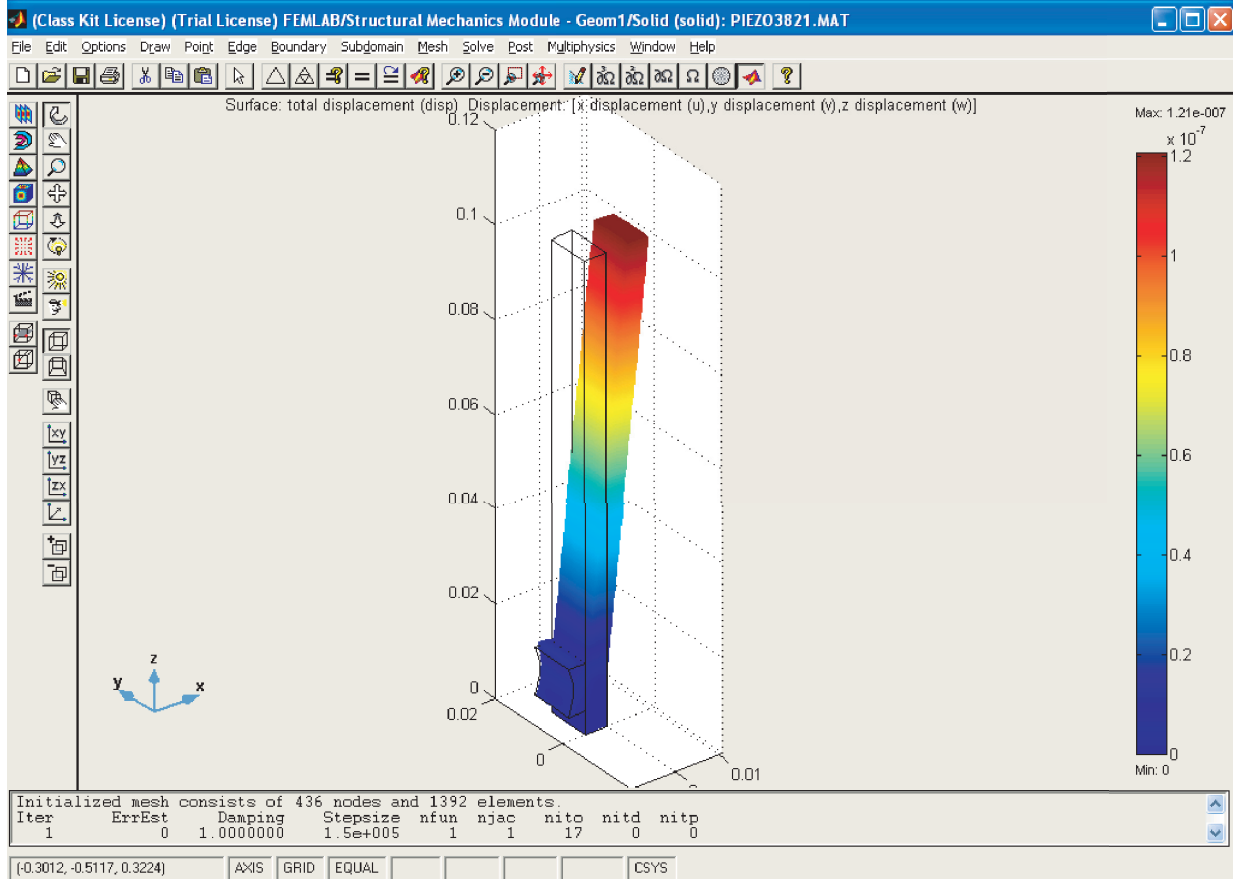 (Class Kit License) (Trial License) FEMLAB/Structural Mechanics Module - Geom1/Solid (solid): PIEZO3821.MAT
File Edit Options Draw Point Edge Boundary Subdomain Mesh Solve Post Multiphysics Window Help
Surface: total displacement (disp) Displacement: [x displacement (u),y displacement (v),z displacement (w)]
Max: 1.21e-007
x 10^-7
0.12
0.1
0.08
0.06
0.04
0.02
0
0.02
0
0.01
1.2
1
0.8
0.6
0.4
0.2
0
Min: 0
xy
yz
zx
z
y
x
Initialized mesh consists of 436 nodes and 1392 elements.
Iter ErrEst Damping Stepsize nfun njac nito nitd nitp
1 0 1.0000000 1.5e+005 1 1 17 0 0
(-0.3012, -0.5117, 0.3224) AXIS GRID EQUAL CSYS